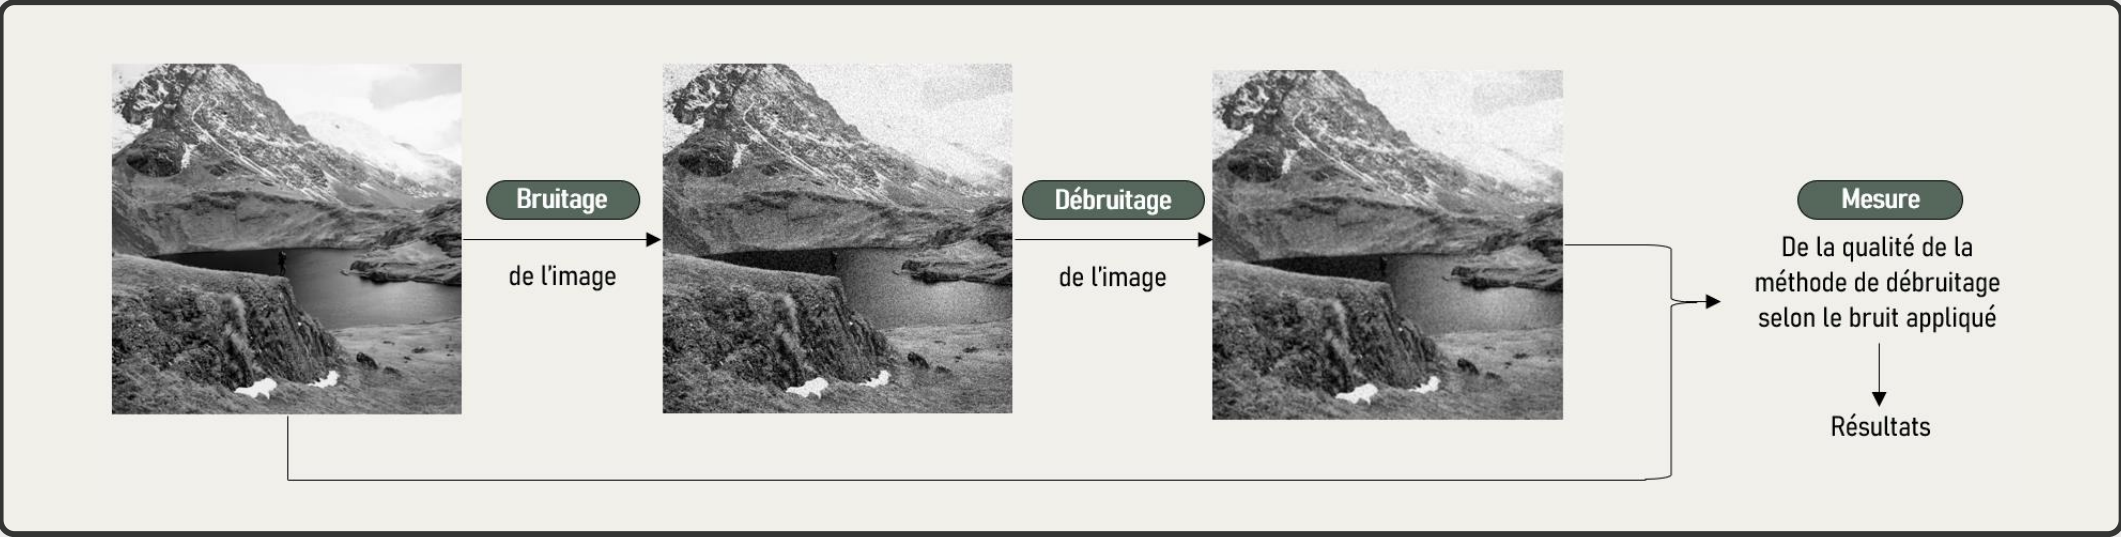 Bruitage
de l'image
Débruitage
de l'image
Mesure
De la qualité de la
méthode de débruitage
selon le bruit appliqué
Résultats